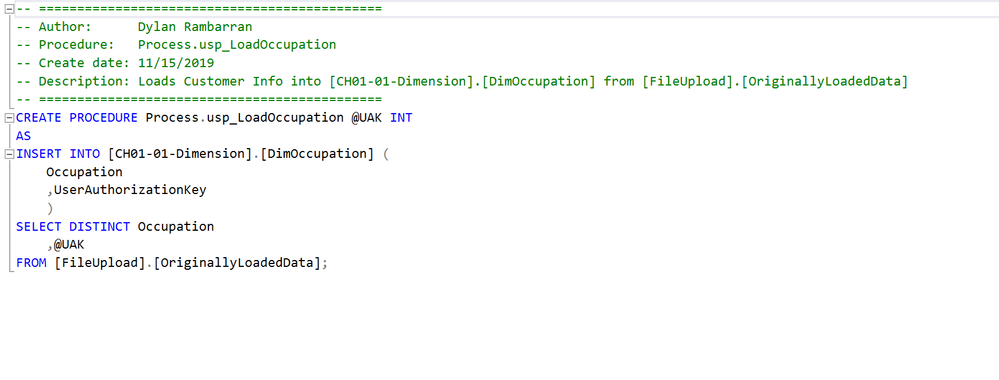 -- =============================================
-- Author:      Dylan Rambarran
-- Procedure:   Process.usp_LoadOccupation
-- Create date: 11/15/2019
-- Description: Loads Customer Info into [CH01-01-Dimension].[DimOccupation] from [FileUpload].[OriginallyLoadedData]
-- =============================================
CREATE PROCEDURE Process.usp_LoadOccupation @UAK INT
AS
INSERT INTO [CH01-01-Dimension].[DimOccupation] (
    Occupation
    ,UserAuthorizationKey
    )
SELECT DISTINCT Occupation
    ,@UAK
FROM [FileUpload].[OriginallyLoadedData];